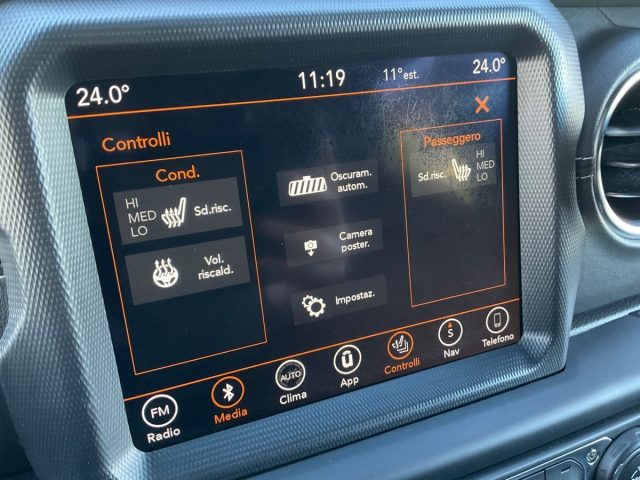 24.0° 11:19 11° est. 24.0°
Controlli
Cond.
HI
MED
LO
Sd.risc.
Vol.
riscald.
Oscuram.
autom.
Camera
poster.
Impostaz.
Passeggero
Sd.risc.
HI
MED
LO
FM
Radio
Media
AUTO
Clima
App
Controlli
S
Nav
Telefono